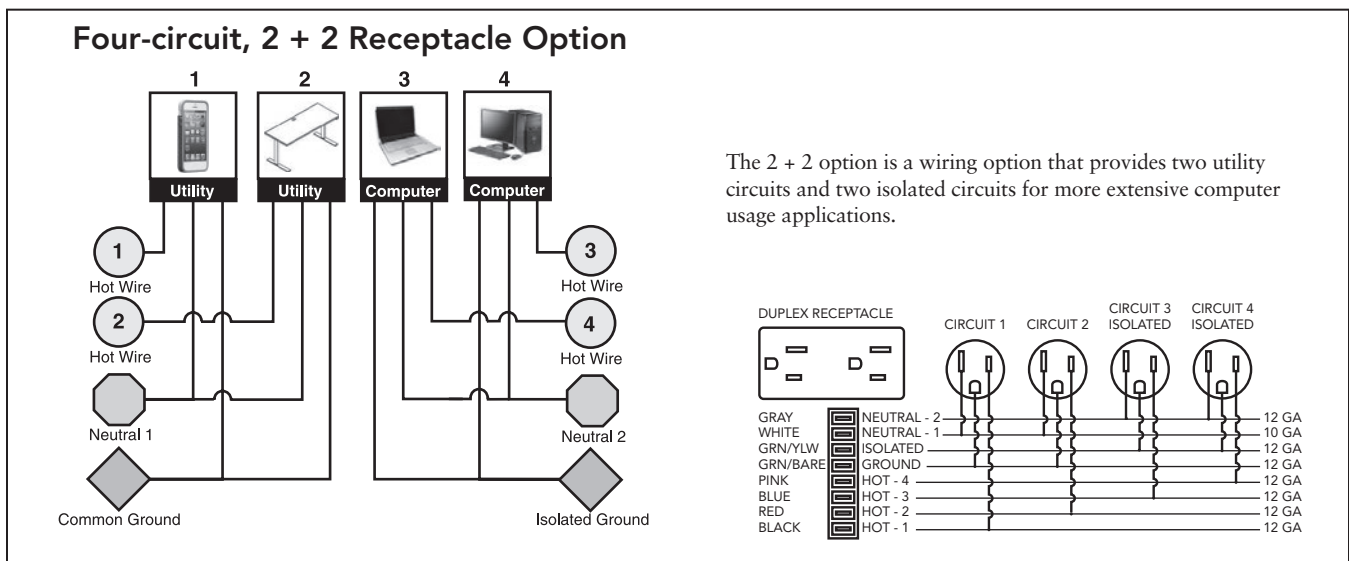 Four-circuit, 2 + 2 Receptacle Option
1 2 3 4
Utility Utility Computer Computer
1
Hot Wire
2
Hot Wire
Neutral 1
Common Ground
3
Hot Wire
4
Hot Wire
Neutral 2
Isolated Ground
The 2 + 2 option is a wiring option that provides two utility
circuits and two isolated circuits for more extensive computer
usage applications.
DUPLEX RECEPTACLE
CIRCUIT 1
CIRCUIT 2
CIRCUIT 3
ISOLATED
CIRCUIT 4
ISOLATED
GRAY NEUTRAL - 2 12 GA
WHITE NEUTRAL - 1 10 GA
GRN/YLW ISOLATED 12 GA
GRN/BARE GROUND 12 GA
PINK HOT - 4 12 GA
BLUE HOT - 3 12 GA
RED HOT - 2 12 GA
BLACK HOT - 1 12 GA